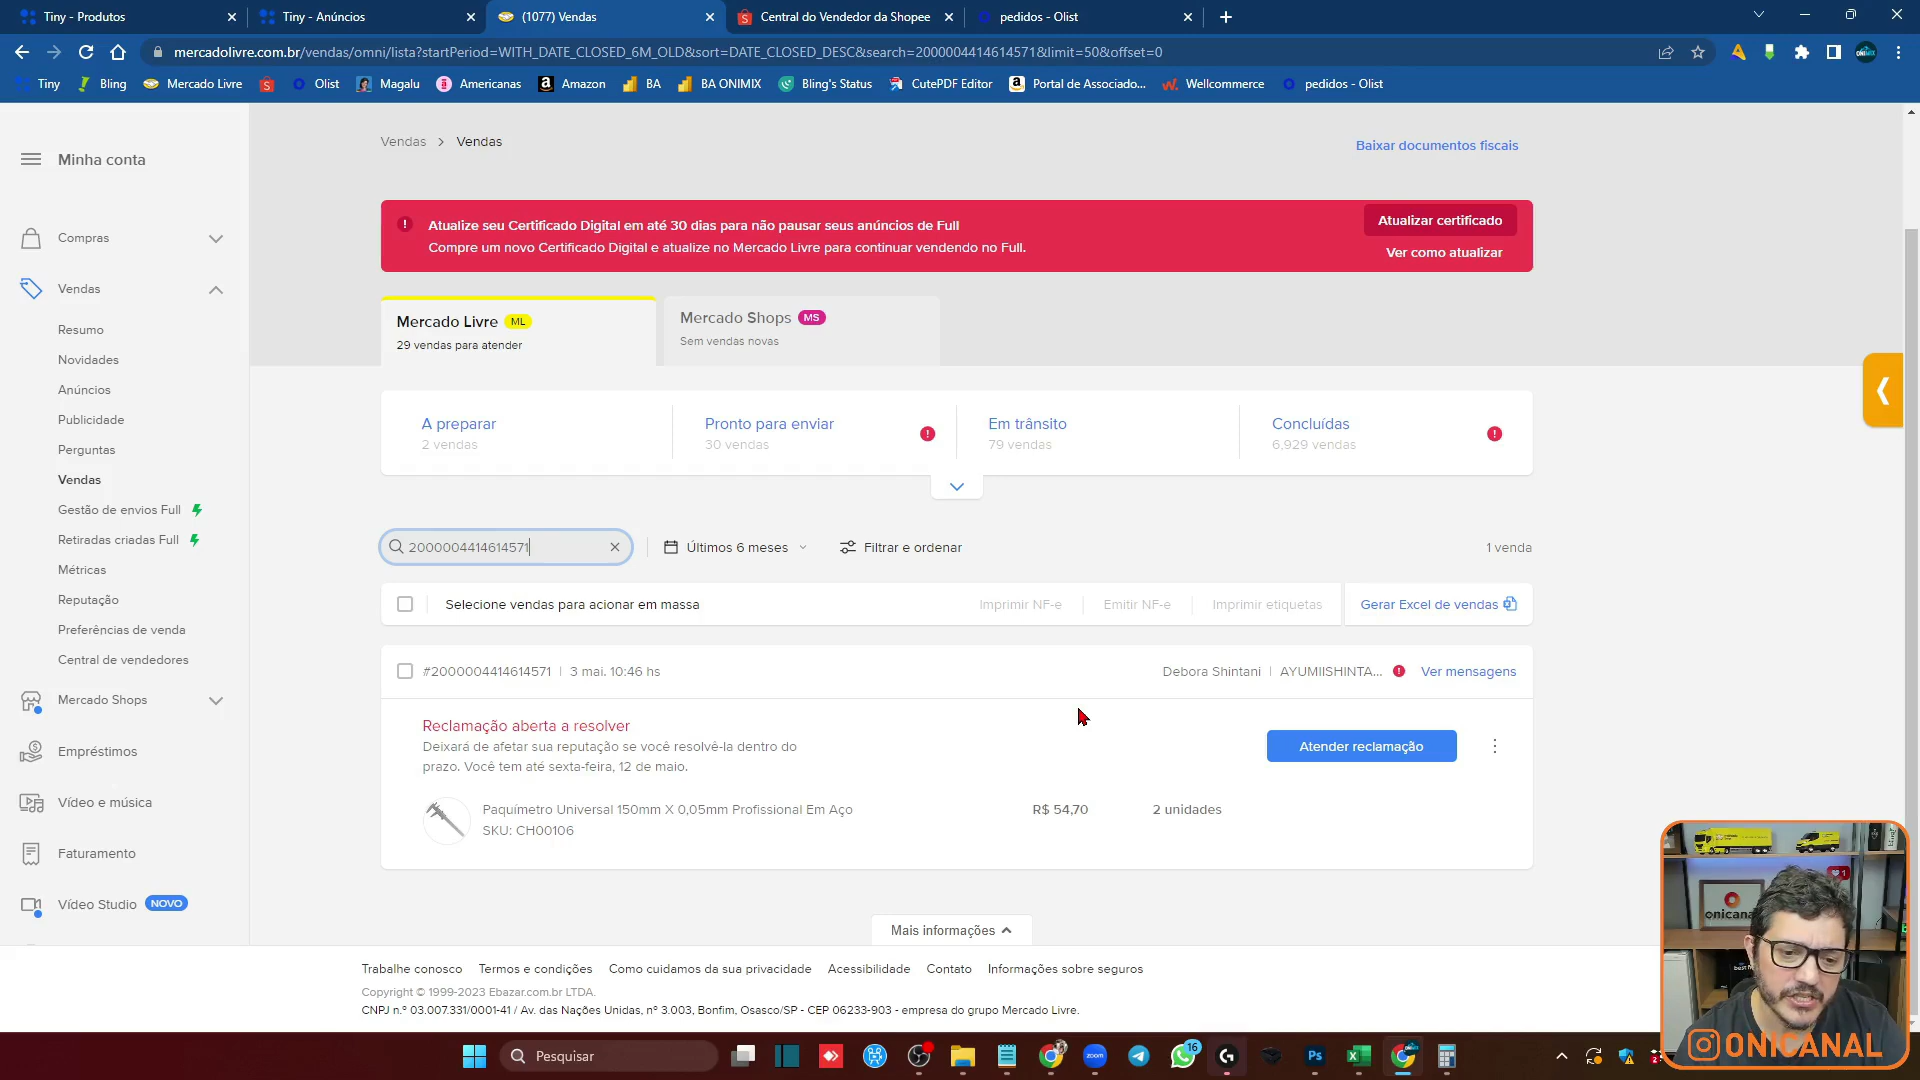 Tiny - Produtos
Tiny - Anúncios
(1077) Vendas
Central do Vendedor da Shopee
pedidos - Olist
mercadolivre.com.br/vendas/omni/lista?startPeriod=WITH_DATE_CLOSED_6M_OLD&sort=DATE_CLOSED_DESC&search=2000004414614571&limit=50&offset=0
Tiny
Bling
Mercado Livre
Olist
Magalu
Americanas
Amazon
BA
BA ONIMIX
Bling's Status
CutePDF Editor
Portal de Associado...
Wellcommerce
pedidos - Olist
Minha conta
Compras
Vendas
Resumo
Novidades
Anúncios
Publicidade
Perguntas
Vendas
Gestão de envios Full
Retiradas criadas Full
Métricas
Reputação
Preferências de venda
Central de vendedores
Mercado Shops
Empréstimos
Vídeo e música
Faturamento
Vídeo Studio NOVO
Vendas > Vendas
Baixar documentos fiscais
Atualize seu Certificado Digital em até 30 dias para não pausar seus anúncios de Full
Compre um novo Certificado Digital e atualize no Mercado Livre para continuar vendendo no Full.
Atualizar certificado
Ver como atualizar
Mercado Livre ML
29 vendas para atender
Mercado Shops MS
Sem vendas novas
A preparar
2 vendas
Pronto para enviar
30 vendas
Em trânsito
79 vendas
Concluídas
6,929 vendas
2000004414614571
Últimos 6 meses
Filtrar e ordenar
1 venda
Selecione vendas para acionar em massa
Imprimir NF-e
Emitir NF-e
Imprimir etiquetas
Gerar Excel de vendas
#2000004414614571 | 3 mai. 10:46 hs
Debora Shintani | AYUMIISHINTA...
Ver mensagens
Reclamação aberta a resolver
Deixará de afetar sua reputação se você resolvê-la dentro do
prazo. Você tem até sexta-feira, 12 de maio.
Atender reclamação
Paquímetro Universal 150mm X 0,05mm Profissional Em Aço
SKU: CH00106
R$ 54,70
2 unidades
Mais informações
Trabalhe conosco
Termos e condições
Como cuidamos da sua privacidade
Acessibilidade
Contato
Informações sobre seguros
Copyright © 1999-2023 Ebazar.com.br LTDA.
CNPJ n.º 03.007.331/0001-41 / Av. das Nações Unidas, nº 3.003, Bonfim, Osasco/SP - CEP 06233-903 - empresa do grupo Mercado Livre.
Pesquisar
zoom
16
Ps
ONICANAL